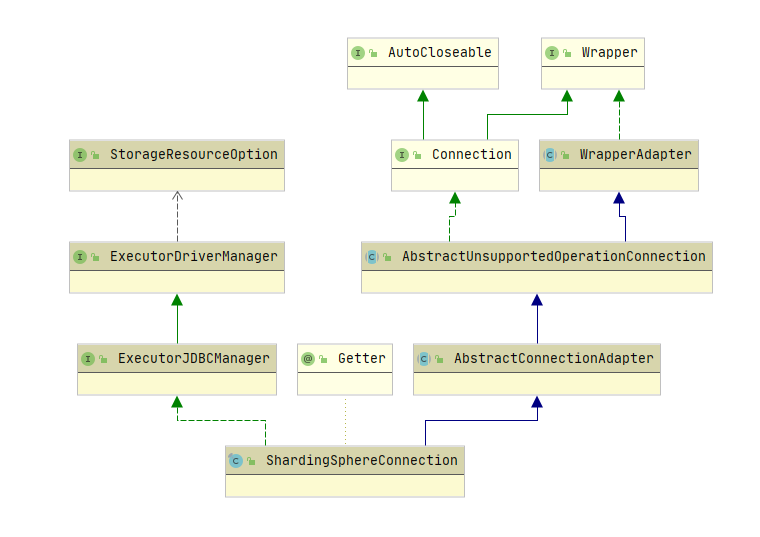 I AutoCloseable
I Wrapper
I StorageResourceOption
I Connection
C WrapperAdapter
I ExecutorDriverManager
C AbstractUnsupportedOperationConnection
I ExecutorJDBCManager
@ Getter
C AbstractConnectionAdapter
C ShardingSphereConnection